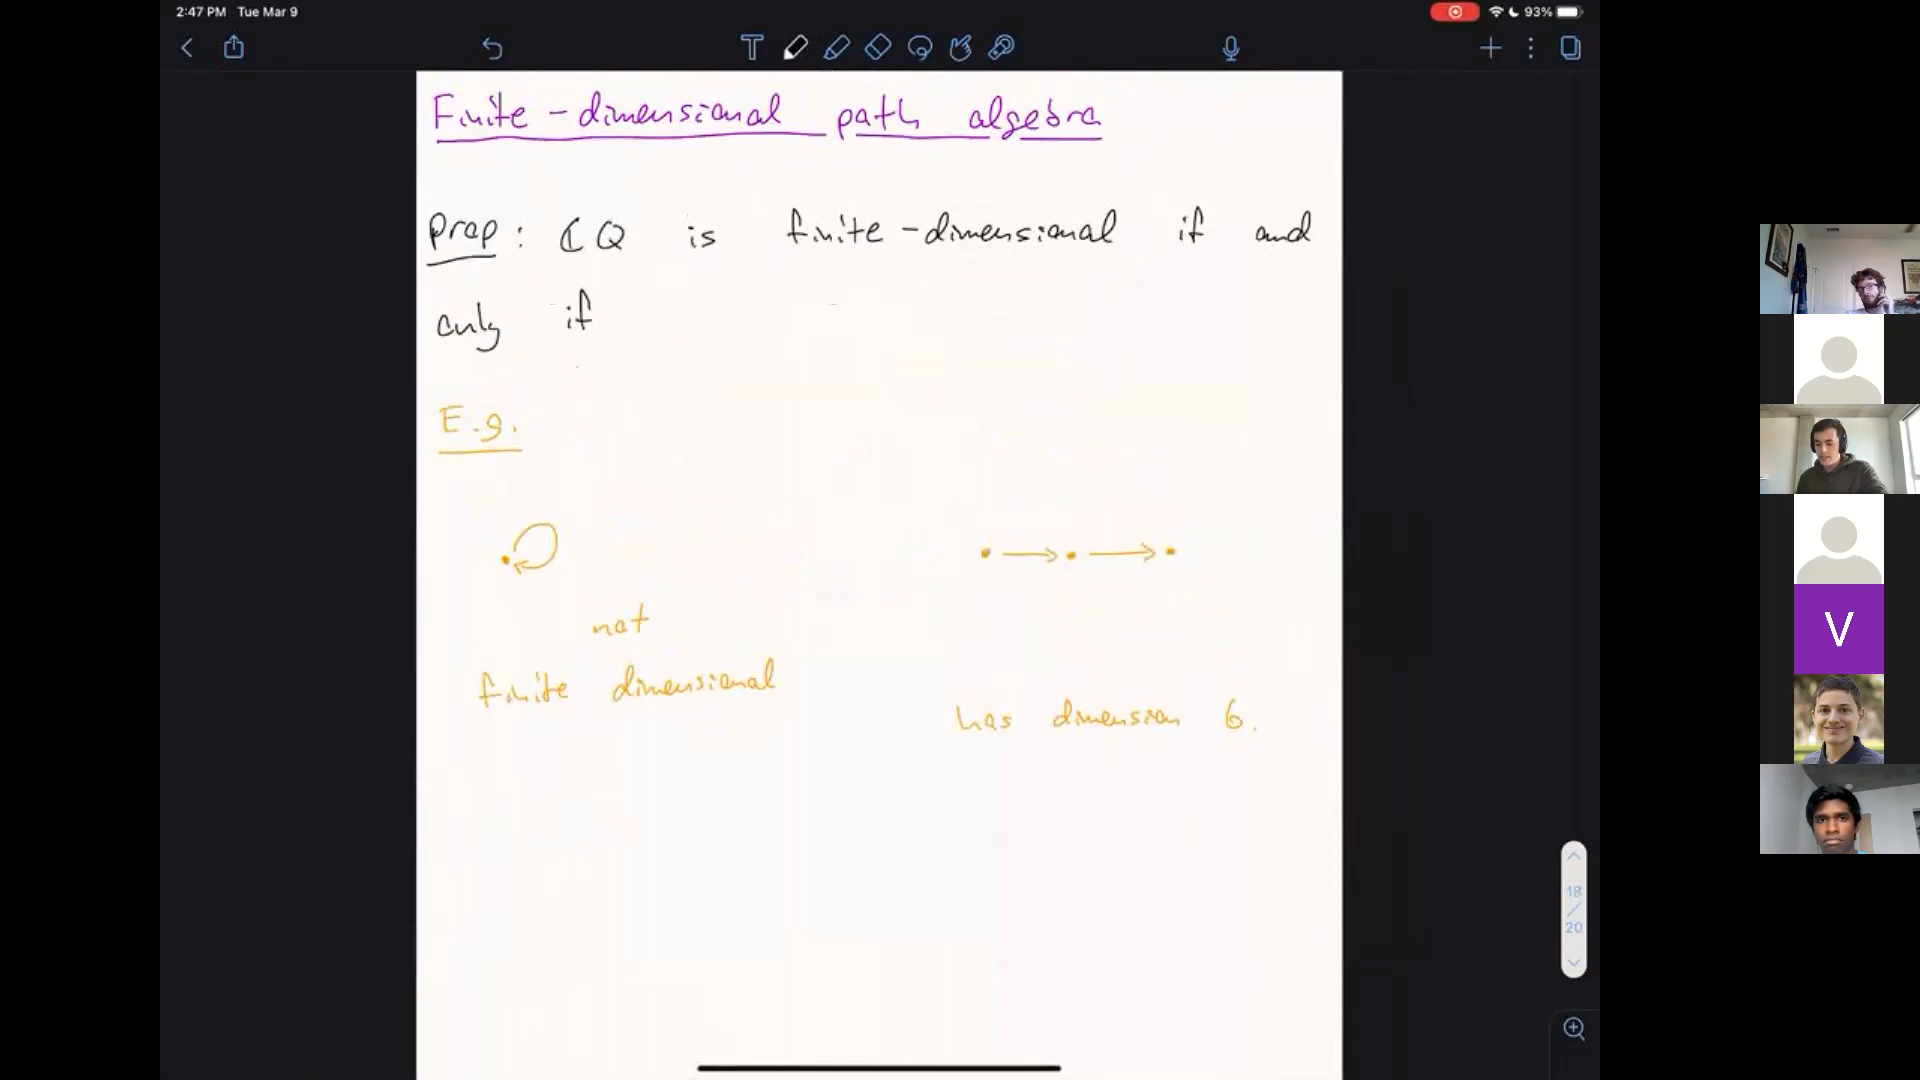 2:47 PM Tue Mar 9
93%
Finite-dimensional path algebra
Prop: ℂQ is finite-dimensional if and
only if
E.g.
not
finite dimensional
has dimension 6.
V
18
/
20